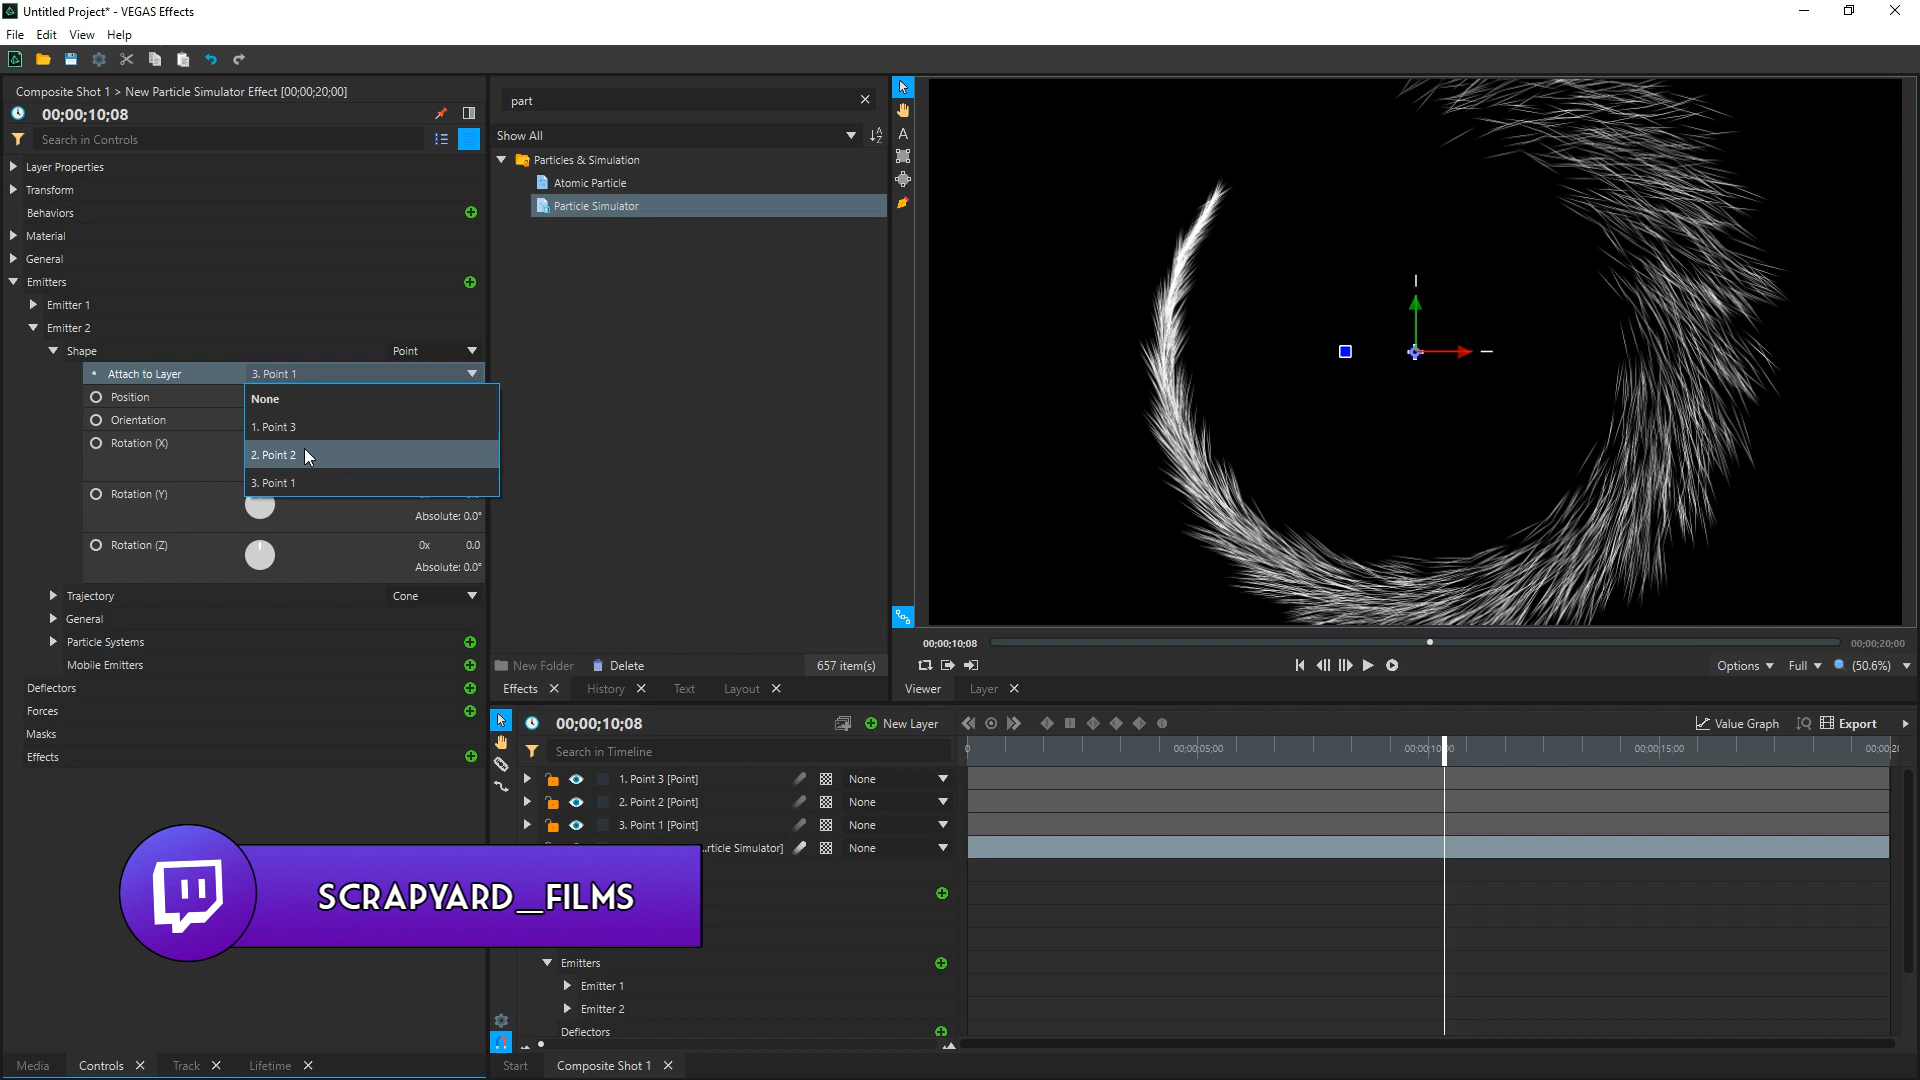 Untitled Project* - VEGAS Effects
File Edit View Help
Composite Shot 1 > New Particle Simulator Effect [00;00;20;00]
00;00;10;08
Search in Controls
Layer Properties
Transform
Behaviors
Material
General
Emitters
Emitter 1
Emitter 2
Shape Point
Attach to Layer 3. Point 1
Position None
Orientation 1. Point 3
Rotation (X) 2. Point 2
3. Point 1
Rotation (Y)
Absolute: 0.0°
Rotation (Z) 0x 0.0
Absolute: 0.0°
Trajectory Cone
General
Particle Systems
Mobile Emitters
Deflectors
Forces
Masks
Effects
part
Show All
Particles & Simulation
Atomic Particle
Particle Simulator
New Folder Delete 657 item(s)
Effects History Text Layout
A
00;00;10;08 00;00;20;00
Options Full (50.6%)
Viewer Layer
00;00;10;08 New Layer Value Graph Export
Search in Timeline 0 00;00;05;00 00;00;15;00
1. Point 3 [Point] None
2. Point 2 [Point] None
3. Point 1 [Point] None
...rticle Simulator] None
SCRAPYARD_FILMS
Emitters
Emitter 1
Emitter 2
Deflectors
Media Controls Track Lifetime
Start Composite Shot 1